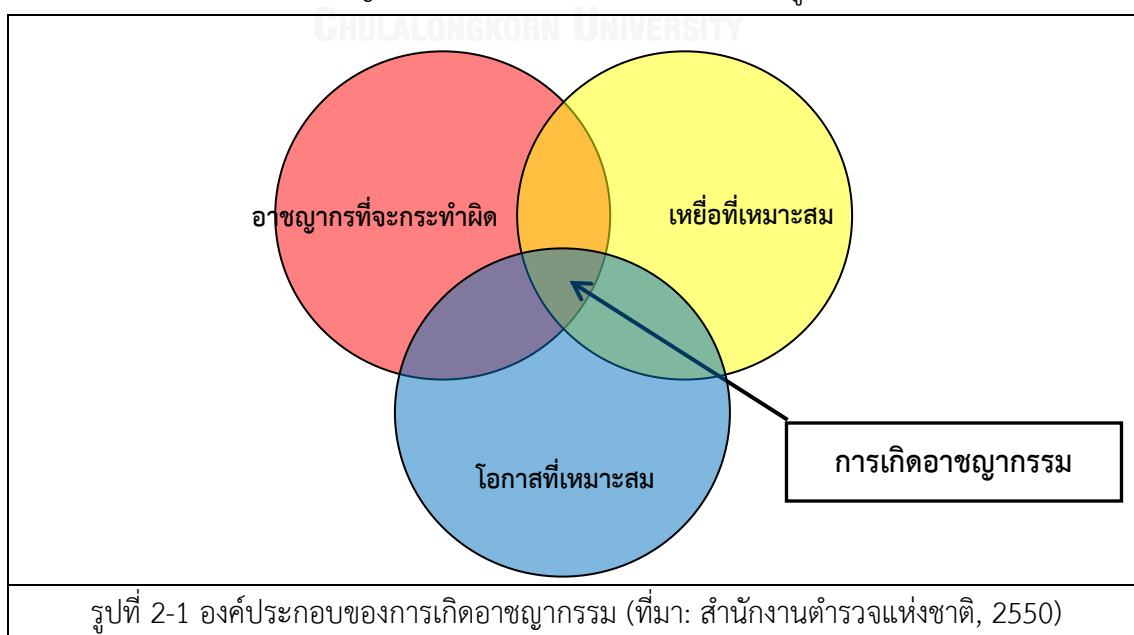 CHULALONGKORN UNIVERSITY
อาชญากรที่จะกระทำผิด
เหยื่อที่เหมาะสม
โอกาสที่เหมาะสม
การเกิดอาชญากรรม
รูปที่ 2-1 องค์ประกอบของการเกิดอาชญากรรม (ที่มา: สำนักงานตำรวจแห่งชาติ, 2550)